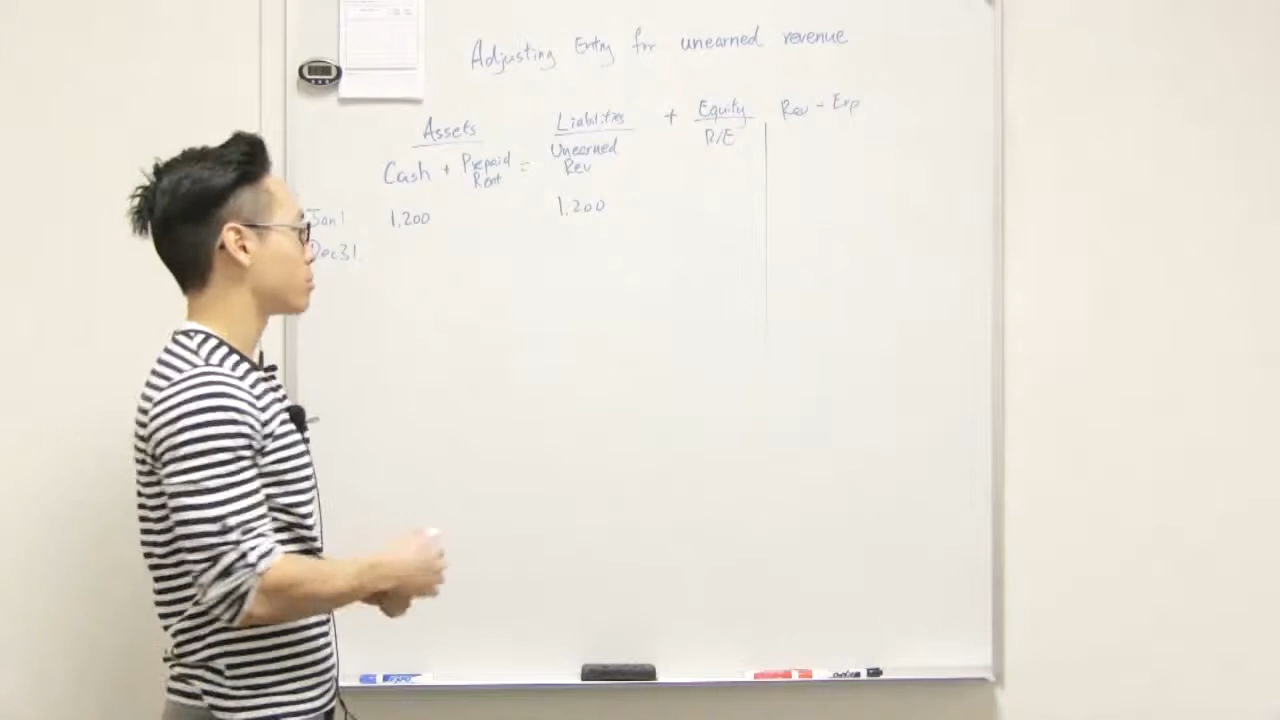 Adjusting Entry for unearned revenue
Assets Liabilities + Equity Rev - Exp
Cash + Prepaid Rent = Unearned Rev R/E
Jan 1 1,200 1,200
Dec 31
EXPO